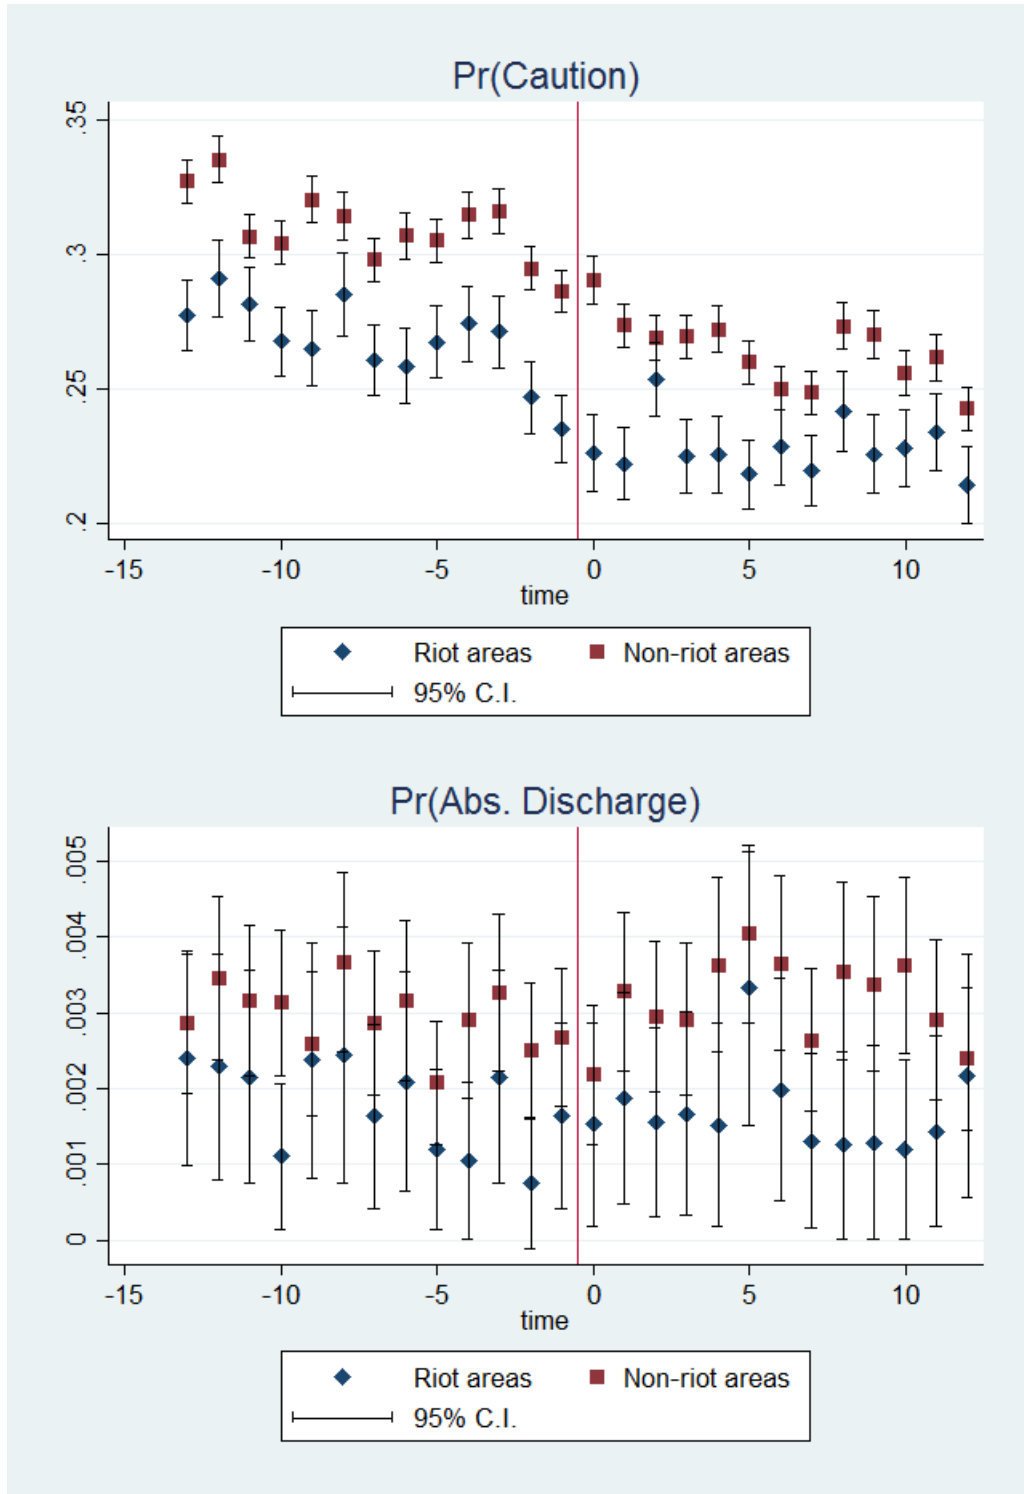 Pr(Caution)
.35
.3
.25
.2
-15 -10 -5 0 5 10
time
Riot areas Non-riot areas
95% C.I.
Pr(Abs. Discharge)
.005
.004
.003
.002
.001
0
-15 -10 -5 0 5 10
time
Riot areas Non-riot areas
95% C.I.